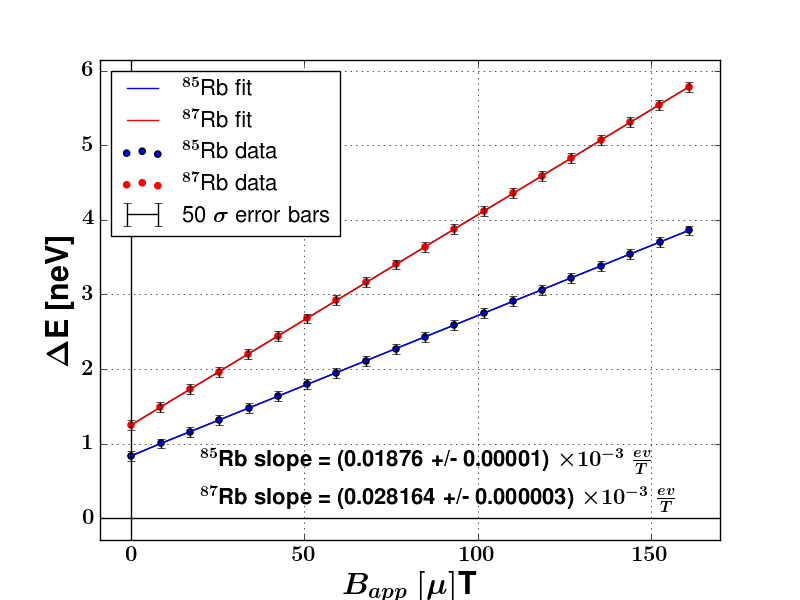 ⁸⁵Rb fit
⁸⁷Rb fit
⁸⁵Rb data
⁸⁷Rb data
50 σ error bars
ΔE [neV]
6
5
4
3
2
1
0
⁸⁵Rb slope = (0.01876 +/- 0.00001) ×10⁻³ ev/T
⁸⁷Rb slope = (0.028164 +/- 0.000003) ×10⁻³ ev/T
0 50 100 150
B_app [μ]T